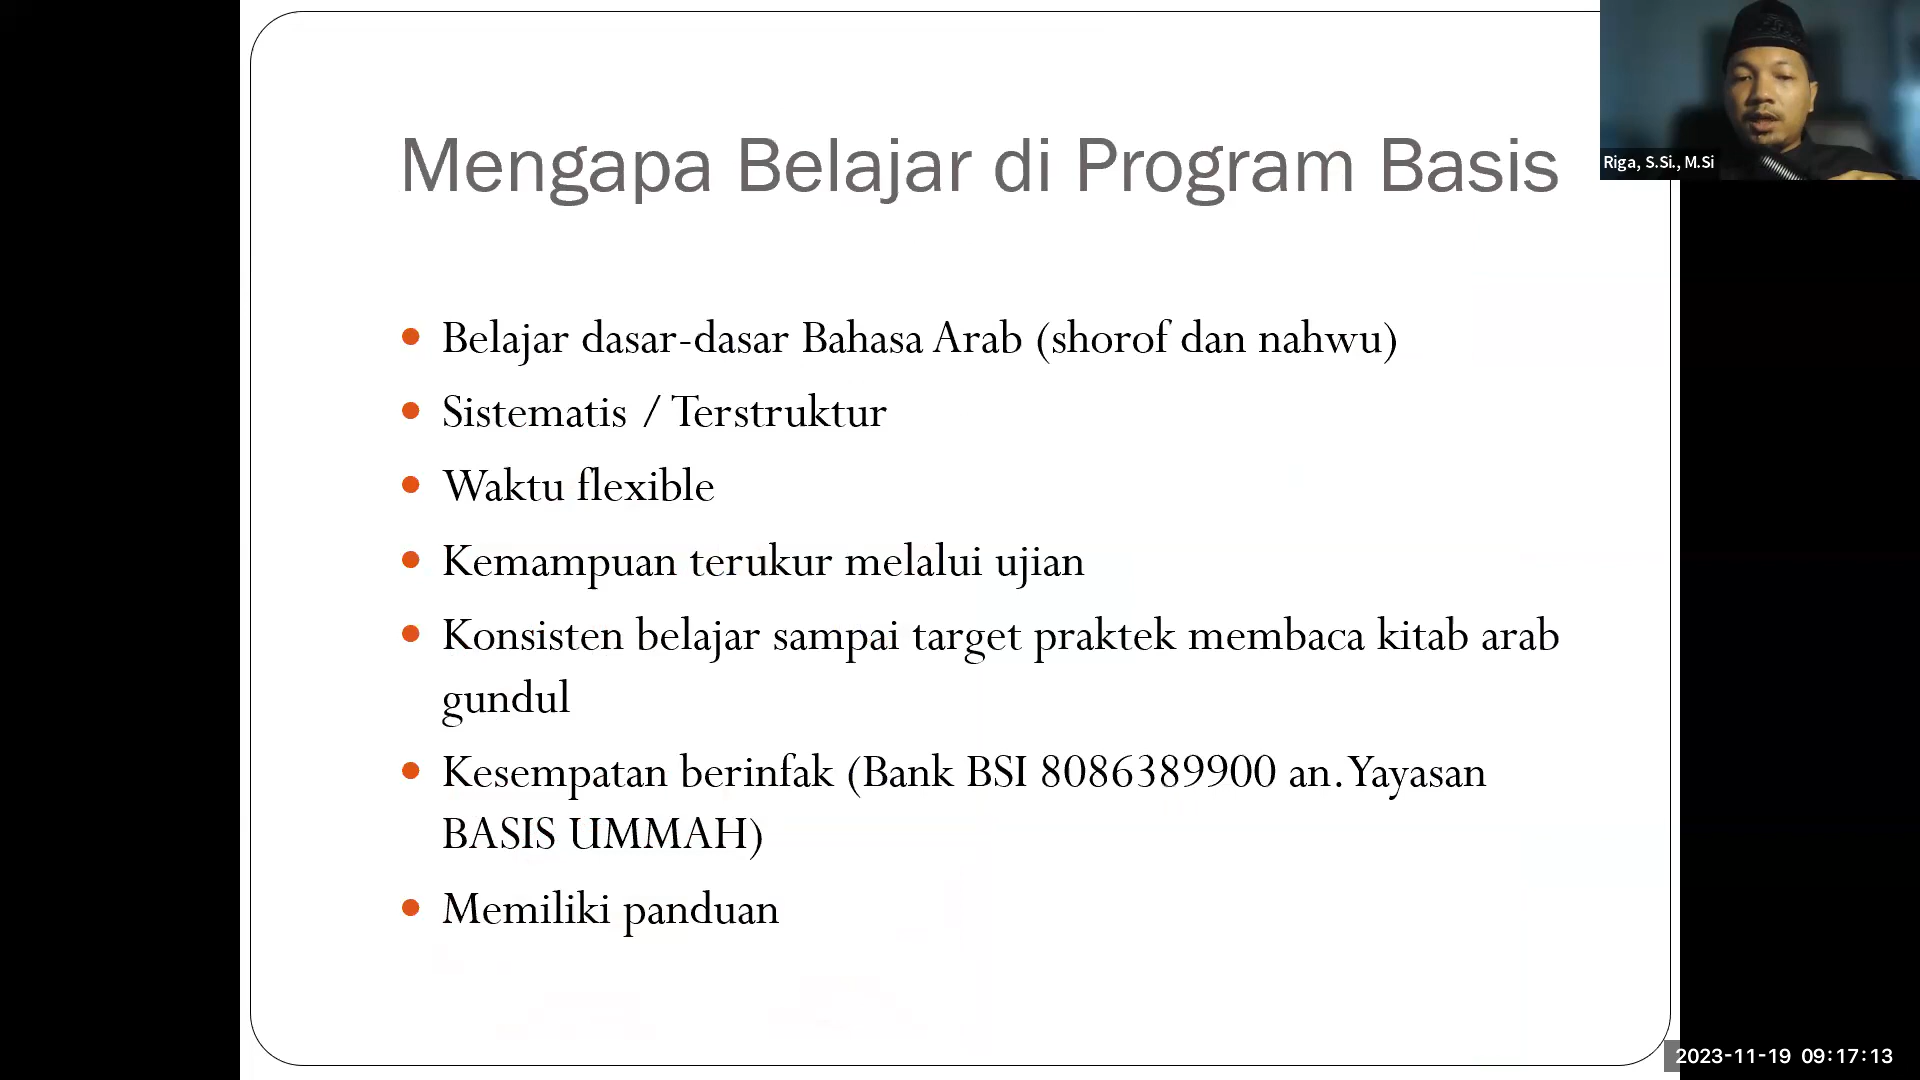 Mengapa Belajar di Program Basis
Riga, S.Si., M.Si
Belajar dasar-dasar Bahasa Arab (shorof dan nahwu)
Sistematis / Terstruktur
Waktu flexible
Kemampuan terukur melalui ujian
Konsisten belajar sampai target praktek membaca kitab arab
gundul
Kesempatan berinfak (Bank BSI 8086389900 an. Yayasan
BASIS UMMAH)
Memiliki panduan
2023-11-19 09:17:13